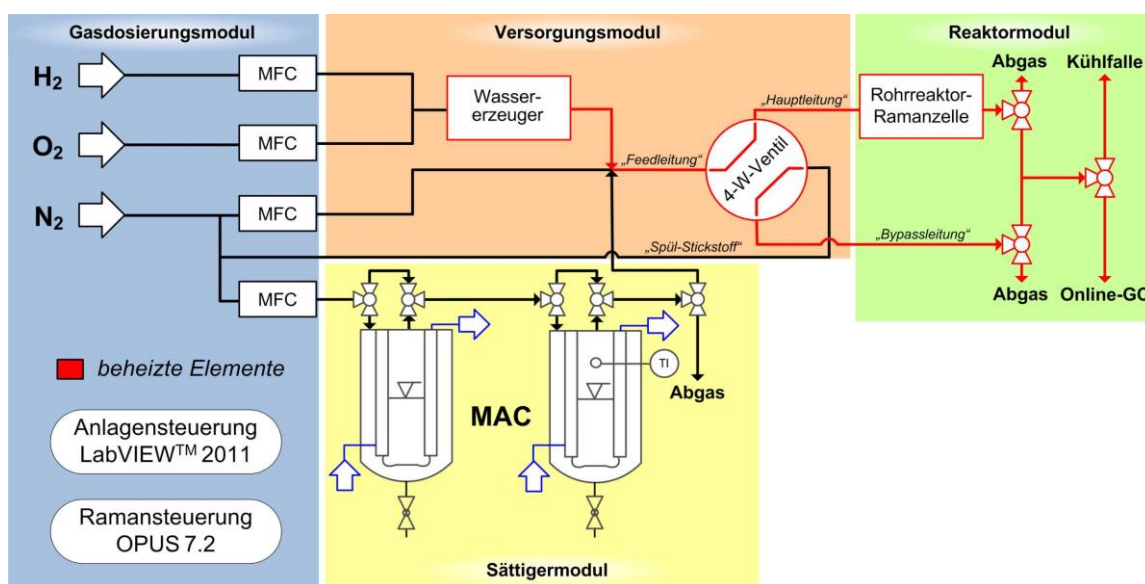 Gasdosierungsmodul
H2
MFC
O2
MFC
N2
MFC
MFC
beheizte Elemente
Anlagensteuerung
LabVIEW™ 2011
Ramansteuerung
OPUS 7.2
Versorgungsmodul
Wasser-
erzeuger
„Feedleitung“
4-W-Ventil
„Hauptleitung“
„Spül-Stickstoff“
„Bypassleitung“
Reaktormodul
Abgas
Kühlfalle
Rohrreaktor-
Ramanzelle
Abgas
Online-GC
TI
MAC
Abgas
Sättigermodul